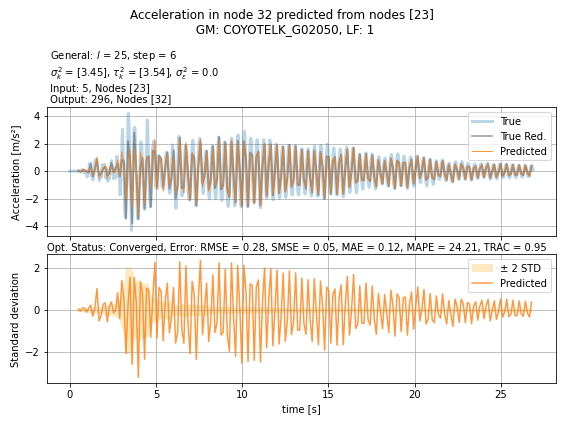 Acceleration in node 32 predicted from nodes [23]
GM: COYOTELK_G02050, LF: 1
General: l = 25, step = 6
σ²ₖ = [3.45], τ²ₖ = [3.54], σ²ε = 0.0
Input: 5, Nodes [23]
Output: 296, Nodes [32]
Acceleration [m/s²]
4
2
0
−2
−4
True
True Red.
Predicted
Opt. Status: Converged, Error: RMSE = 0.28, SMSE = 0.05, MAE = 0.12, MAPE = 24.21, TRAC = 0.95
Standard deviation
2
0
−2
± 2 STD
Predicted
0 5 10 15 20 25
time [s]